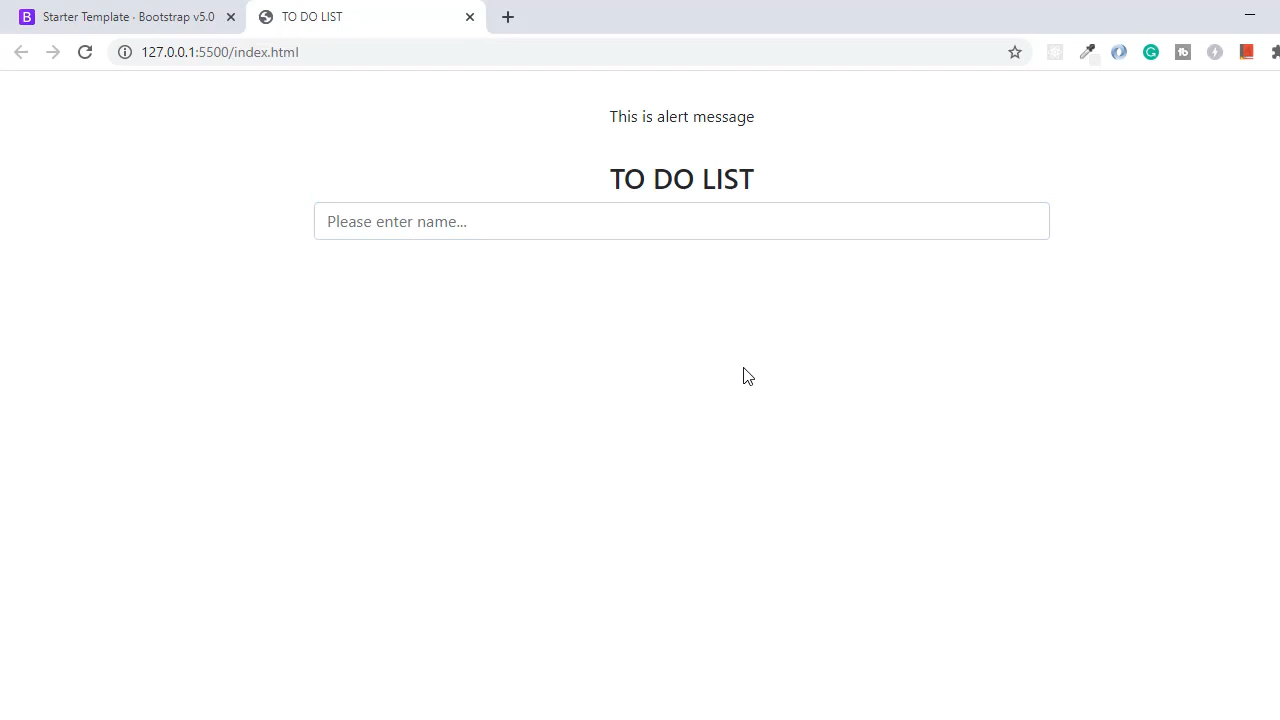 Starter Template · Bootstrap v5.0
TO DO LIST
127.0.0.1:5500/index.html
This is alert message
TO DO LIST
Please enter name...